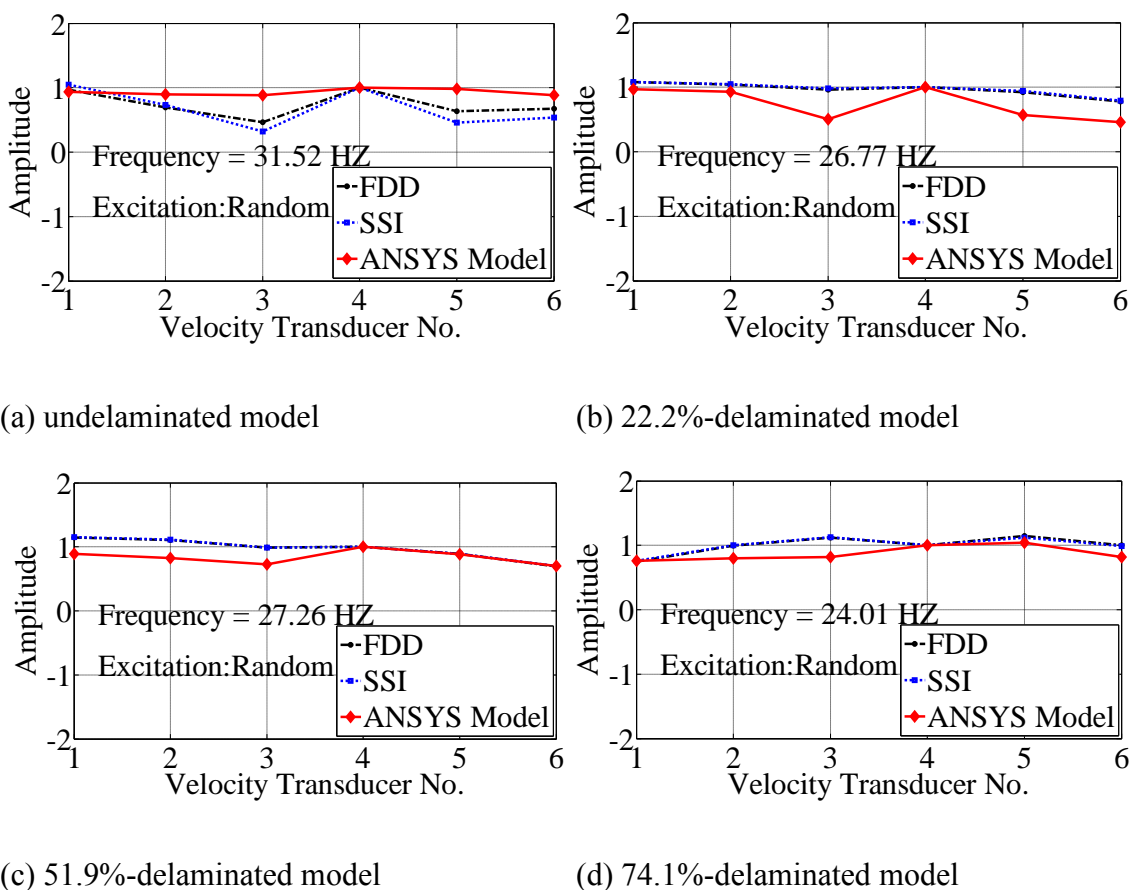 2
1
0
-1
-2
Amplitude
Frequency = 31.52 HZ
Excitation:Random
FDD
SSI
ANSYS Model
1 2 3 4 5 6
Velocity Transducer No.
(a) undelaminated model
2
1
0
-1
-2
Amplitude
Frequency = 26.77 HZ
Excitation:Random
FDD
SSI
ANSYS Model
1 2 3 4 5 6
Velocity Transducer No.
(b) 22.2%-delaminated model
2
1
0
-1
-2
Amplitude
Frequency = 27.26 HZ
Excitation:Random
FDD
SSI
ANSYS Model
1 2 3 4 5 6
Velocity Transducer No.
(c) 51.9%-delaminated model
2
1
0
-1
-2
Amplitude
Frequency = 24.01 HZ
Excitation:Random
FDD
SSI
ANSYS Model
1 2 3 4 5 6
Velocity Transducer No.
(d) 74.1%-delaminated model